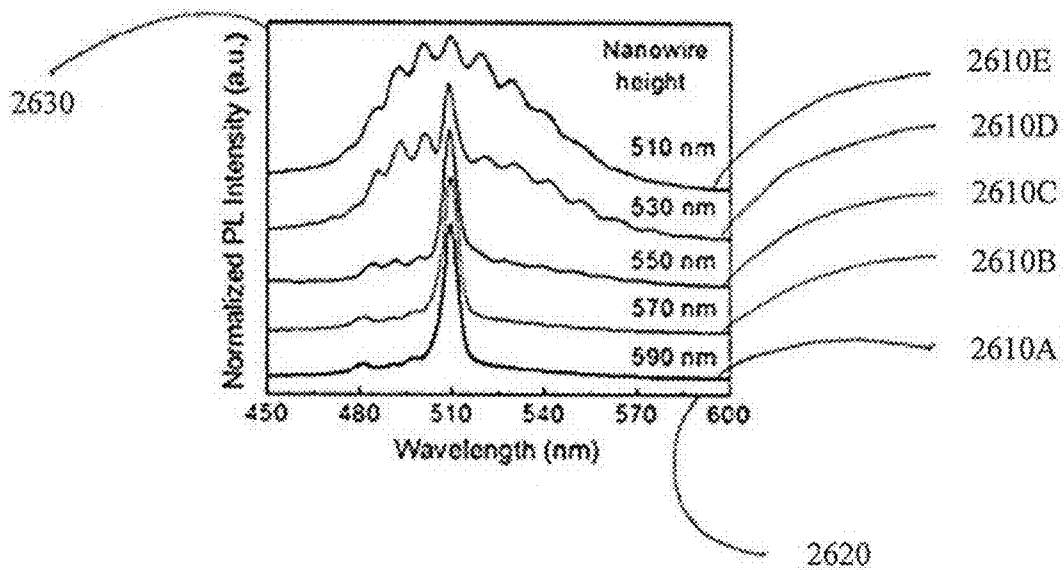 2630
Normalized PL Intensity (a.u.)
Nanowire
height
510 nm
530 nm
550 nm
570 nm
590 nm
2610E
2610D
2610C
2610B
2610A
450 480 510 540 570 600
Wavelength (nm)
2620